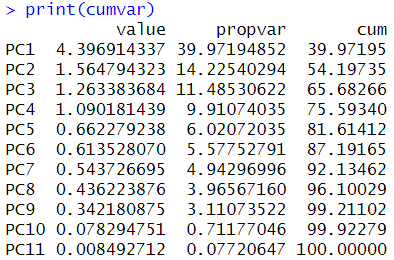 > print(cumvar)
value propvar cum
PC1 4.396914337 39.97194852 39.97195
PC2 1.564794323 14.22540294 54.19735
PC3 1.263383684 11.48530622 65.68266
PC4 1.090181439 9.91074035 75.59340
PC5 0.662279238 6.02072035 81.61412
PC6 0.613528070 5.57752791 87.19165
PC7 0.543726695 4.94296996 92.13462
PC8 0.436223876 3.96567160 96.10029
PC9 0.342180875 3.11073522 99.21102
PC10 0.078294751 0.71177046 99.92279
PC11 0.008492712 0.07720647 100.00000